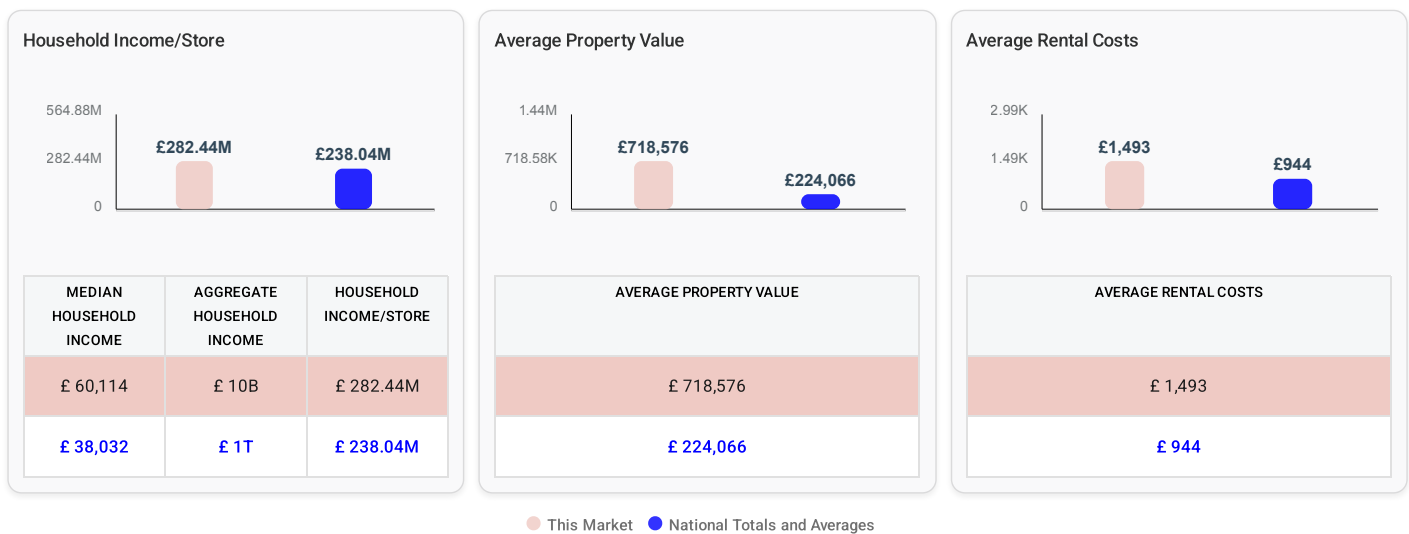 Household Income/Store
564.88M
282.44M
0
£282.44M
£238.04M
MEDIAN HOUSEHOLD INCOME
AGGREGATE HOUSEHOLD INCOME
HOUSEHOLD INCOME/STORE
£ 60,114
£ 10B
£ 282.44M
£ 38,032
£ 1T
£ 238.04M
Average Property Value
1.44M
718.58K
0
£718,576
£224,066
AVERAGE PROPERTY VALUE
£ 718,576
£ 224,066
Average Rental Costs
2.99K
1.49K
0
£1,493
£944
AVERAGE RENTAL COSTS
£ 1,493
£ 944
This Market
National Totals and Averages